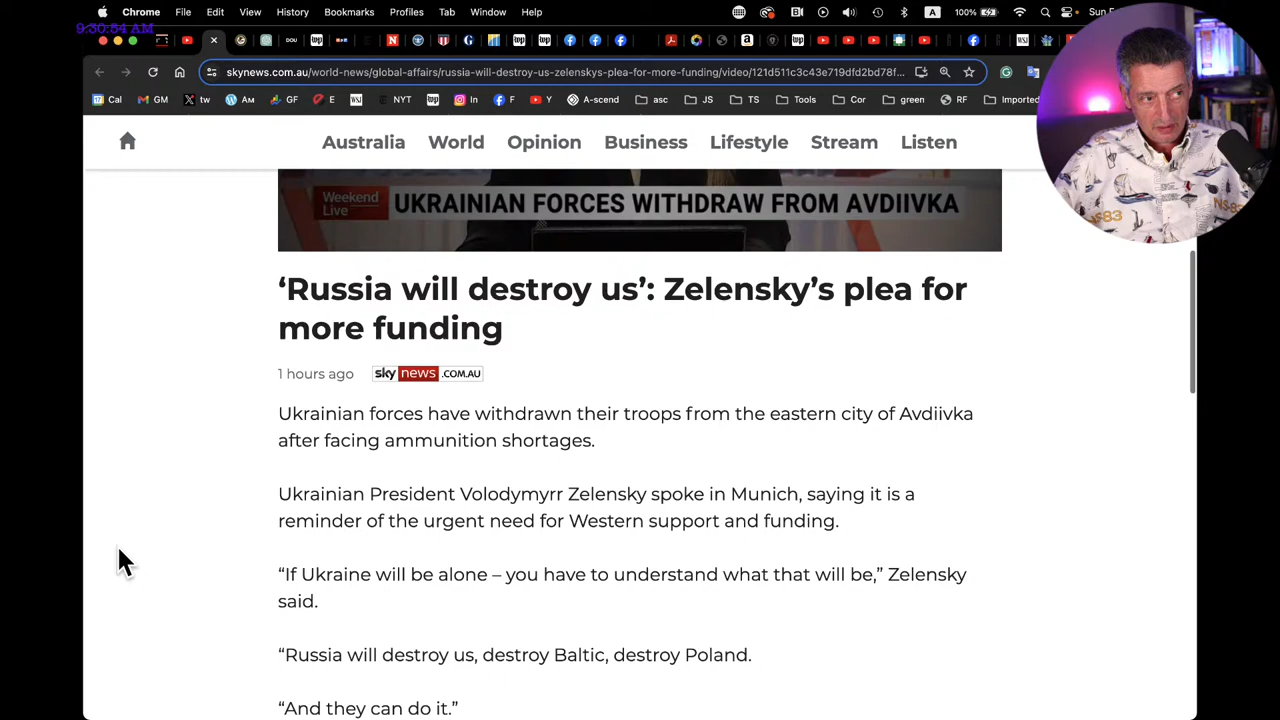 Chrome File Edit View History Bookmarks Profiles Tab Window Help A 100% Sun
9:30:54 AM
skynews.com.au/world-news/global-affairs/russia-will-destroy-us-zelenskys-plea-for-more-funding/video/121d511c3c43e719dfd2bd78f...
Cal GM tw Ам GF E NYT In F Y A-scend asc JS TS Tools Cor green RF Imported
Australia World Opinion Business Lifestyle Stream Listen
NS83
NS83
Weekend
Live
UKRAINIAN FORCES WITHDRAW FROM AVDIIVKA
‘Russia will destroy us’: Zelensky’s plea for
more funding
1 hours ago sky news .COM.AU
Ukrainian forces have withdrawn their troops from the eastern city of Avdiivka
after facing ammunition shortages.
Ukrainian President Volodymyrr Zelensky spoke in Munich, saying it is a
reminder of the urgent need for Western support and funding.
“If Ukraine will be alone – you have to understand what that will be,” Zelensky
said.
“Russia will destroy us, destroy Baltic, destroy Poland.
“And they can do it.”